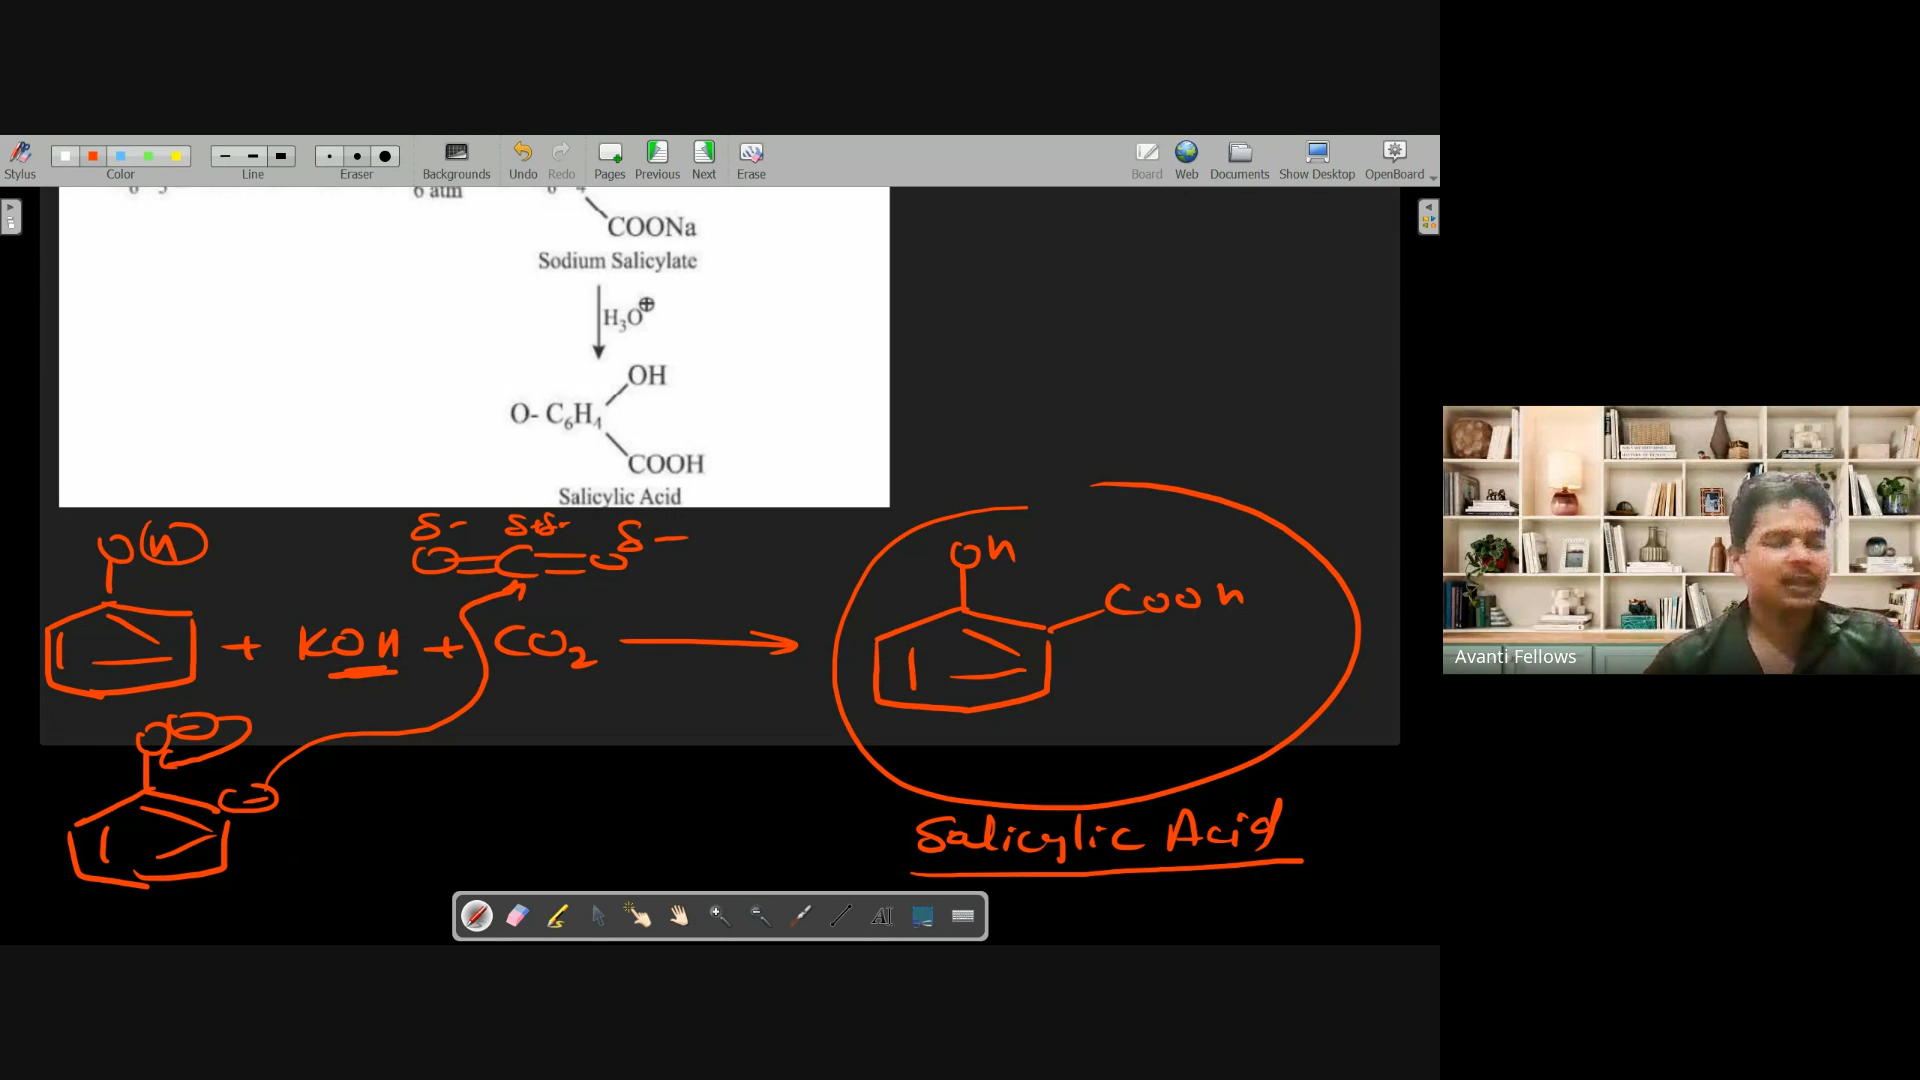 Stylus Color Line Eraser Backgrounds Undo Redo Pages Previous Next Erase Board Web Documents Show Desktop OpenBoard
6 atm
COONa
Sodium Salicylate
H₃O⊕
OH
O- C₆H₄
COOH
Salicylic Acid
δ- δ+δ- δ-
O=C=O
OH
+ KOH + CO₂ →
OH
COOH
O⊖
⊖
Salicylic Acid
Avanti Fellows